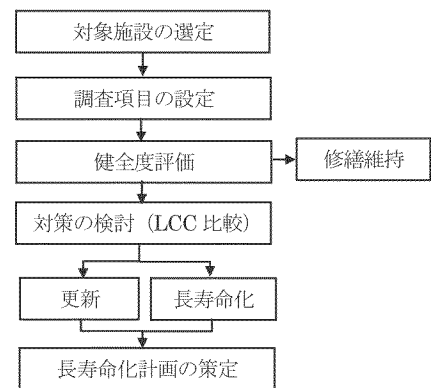 対象施設の選定
調査項目の設定
健全度評価
修繕維持
対策の検討（LCC 比較）
更新
長寿命化
長寿命化計画の策定